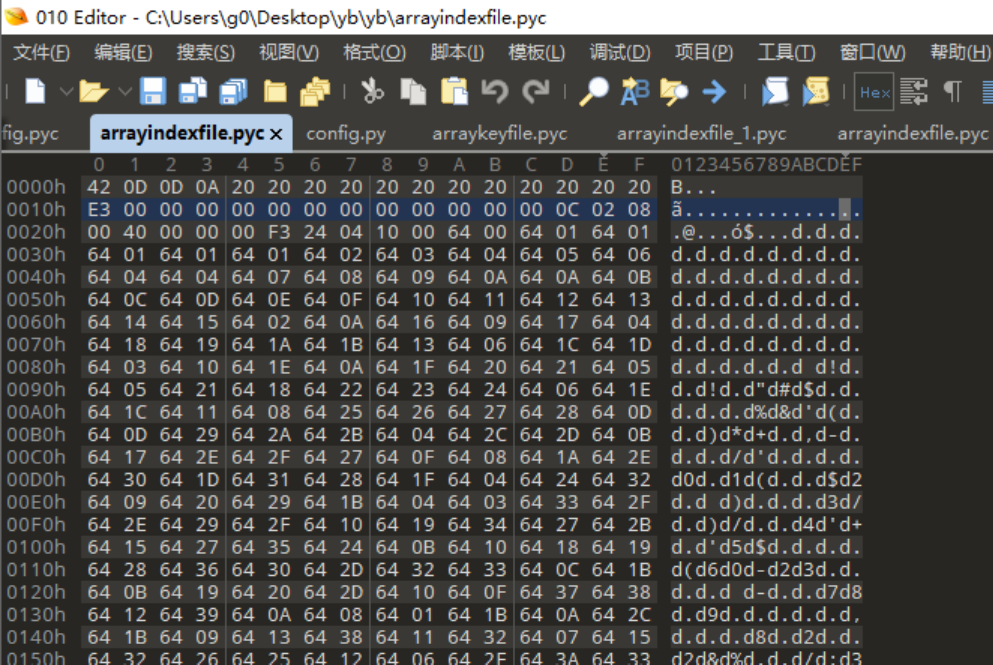 010 Editor - C:\Users\g0\Desktop\yb\yb\arrayindexfile.pyc
文件(F) 编辑(E) 搜索(S) 视图(V) 格式(O) 脚本(I) 模板(L) 调试(D) 项目(P) 工具(T) 窗口(W) 帮助(H)
Hex
fig.pyc arrayindexfile.pyc × config.py arraykeyfile.pyc arrayindexfile_1.pyc arrayindexfile.pyc
0 1 2 3 4 5 6 7 8 9 A B C D E F 0123456789ABCDEF
0000h 42 0D 0D 0A 20 20 20 20 20 20 20 20 20 20 20 20 B...
0010h E3 00 00 00 00 00 00 00 00 00 00 00 00 0C 02 08 ã...............
0020h 00 40 00 00 00 F3 24 04 10 00 64 00 64 01 64 01 .@...ó$...d.d.d.
0030h 64 01 64 01 64 01 64 02 64 03 64 04 64 05 64 06 d.d.d.d.d.d.d.d.
0040h 64 04 64 04 64 07 64 08 64 09 64 0A 64 0A 64 0B d.d.d.d.d.d.d.d.
0050h 64 0C 64 0D 64 0E 64 0F 64 10 64 11 64 12 64 13 d.d.d.d.d.d.d.d.
0060h 64 14 64 15 64 02 64 0A 64 16 64 09 64 17 64 04 d.d.d.d.d.d.d.d.
0070h 64 18 64 19 64 1A 64 1B 64 13 64 06 64 1C 64 1D d.d.d.d.d.d.d.d.
0080h 64 03 64 10 64 1E 64 0A 64 1F 64 20 64 21 64 05 d.d.d.d.d.d d!d.
0090h 64 05 64 21 64 18 64 22 64 23 64 24 64 06 64 1E d.d!d.d"d#d$d.d.
00A0h 64 1C 64 11 64 08 64 25 64 26 64 27 64 28 64 0D d.d.d.d%d&d'd(d.
00B0h 64 0D 64 29 64 2A 64 2B 64 04 64 2C 64 2D 64 0B d.d)d*d+d.d,d-d.
00C0h 64 17 64 2E 64 2F 64 27 64 0F 64 08 64 1A 64 2E d.d.d/d'd.d.d.d.
00D0h 64 30 64 1D 64 31 64 28 64 1F 64 04 64 24 64 32 d0d.d1d(d.d.d$d2
00E0h 64 09 64 20 64 29 64 1B 64 04 64 03 64 33 64 2F d.d d)d.d.d.d3d/
00F0h 64 2E 64 29 64 2F 64 10 64 19 64 34 64 27 64 2B d.d)d/d.d.d4d'd+
0100h 64 15 64 27 64 35 64 24 64 0B 64 10 64 18 64 19 d.d'd5d$d.d.d.d.
0110h 64 28 64 36 64 30 64 2D 64 32 64 33 64 0C 64 1B d(d6d0d-d2d3d.d.
0120h 64 0B 64 19 64 20 64 2D 64 10 64 0F 64 37 64 38 d.d.d d-d.d.d7d8
0130h 64 12 64 39 64 0A 64 08 64 01 64 1B 64 0A 64 2C d.d9d.d.d.d.d.d,
0140h 64 1B 64 09 64 13 64 38 64 11 64 32 64 07 64 15 d.d.d.d8d.d2d.d.
0150h 64 32 64 26 64 25 64 12 64 06 64 2F 64 3A 64 33 d2d&d%d.d.d/d:d3